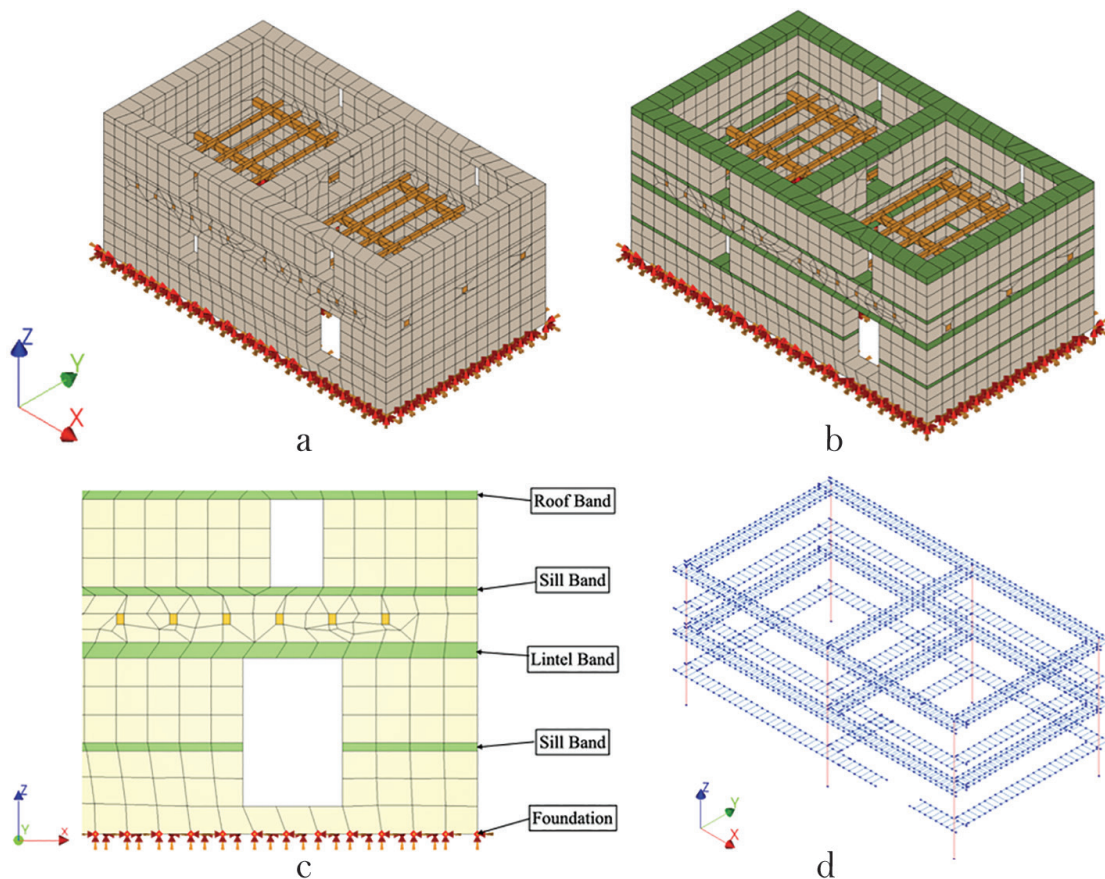 Z
Y
X
a
b
Roof Band
Sill Band
Lintel Band
Sill Band
Foundation
Z
Y
X
c
Z
Y
X
d